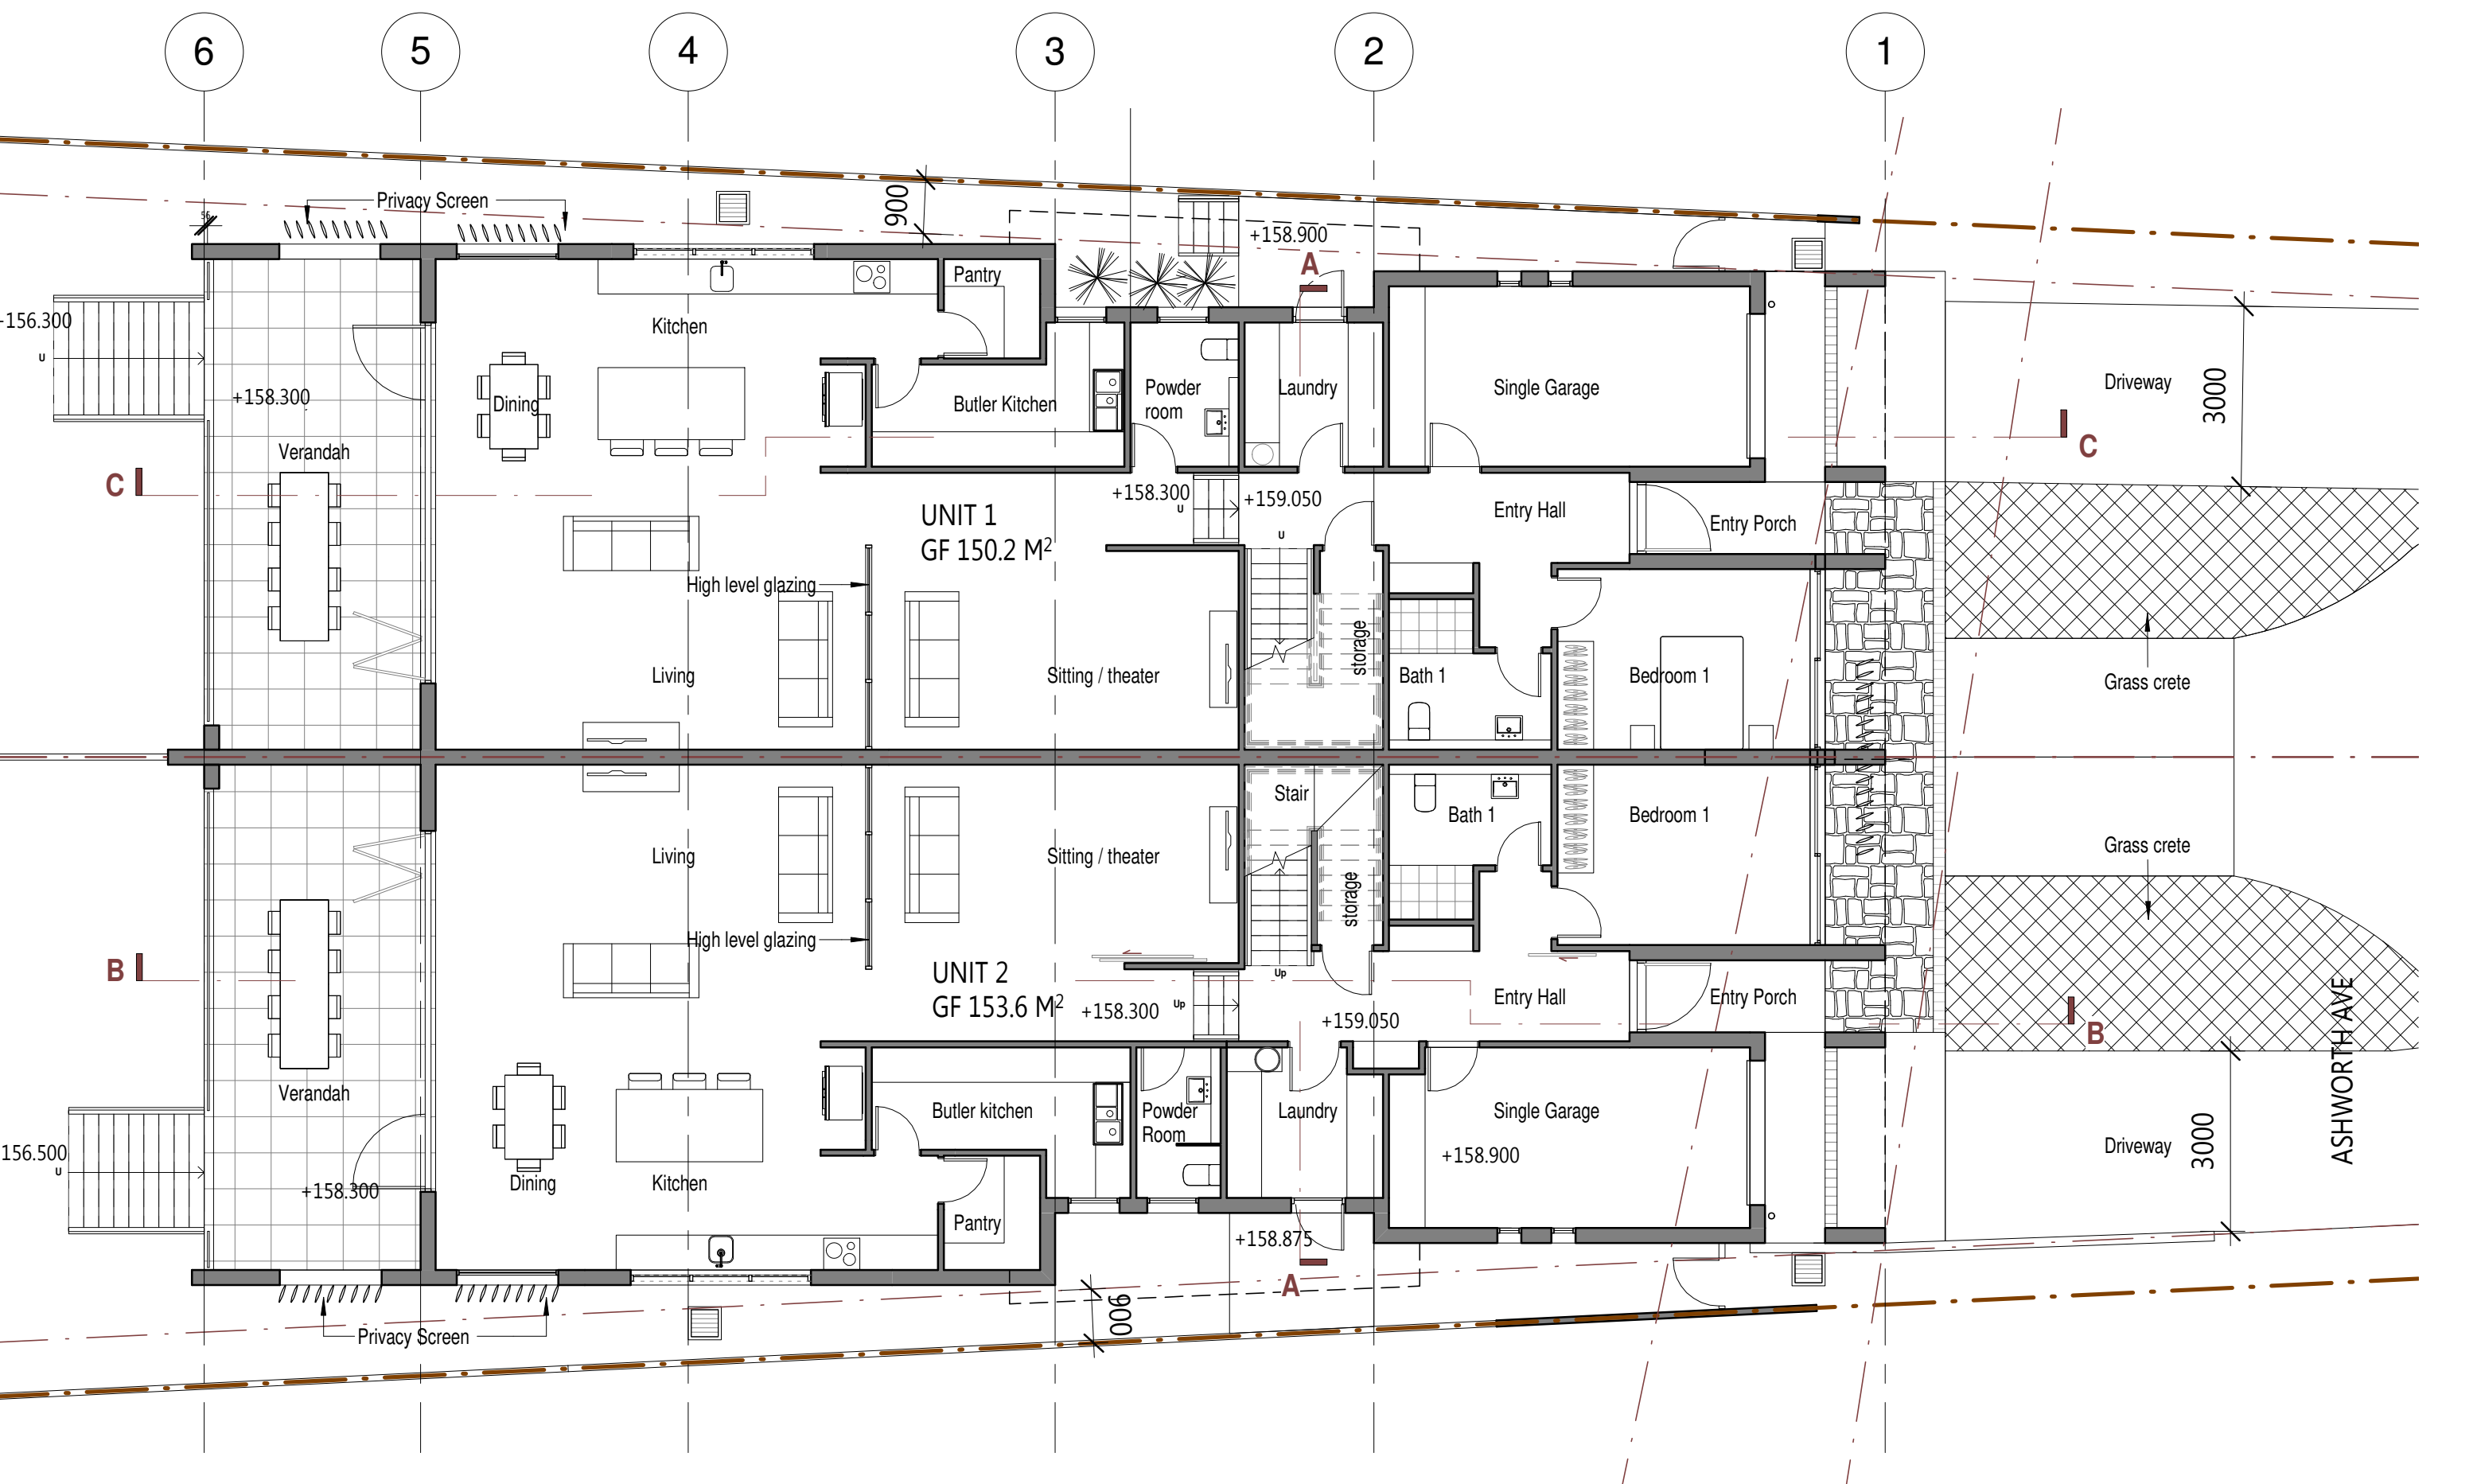 6
5
4
3
2
1
Privacy Screen
56
900
+158.900
A
Pantry
-156.300
U
Kitchen
+158.300
Dining
Butler Kitchen
Powder
room
Laundry
Single Garage
Driveway
3000
Verandah
C
C
+158.300
U
+159.050
U
UNIT 1
GF 150.2 M2
Entry Hall
Entry Porch
High level glazing
storage
Living
Sitting / theater
Bath 1
Bedroom 1
Grass crete
Stair
Bath 1
Bedroom 1
Living
Sitting / theater
Grass crete
storage
High level glazing
B
UNIT 2
GF 153.6 M2
+158.300
Up
Up
+159.050
Entry Hall
Entry Porch
B
ASHWORTH AVE
Verandah
Butler kitchen
Powder
Room
Laundry
Single Garage
+158.900
Driveway
3000
156.500
U
+158.300
Dining
Kitchen
Pantry
+158.875
A
900
Privacy Screen